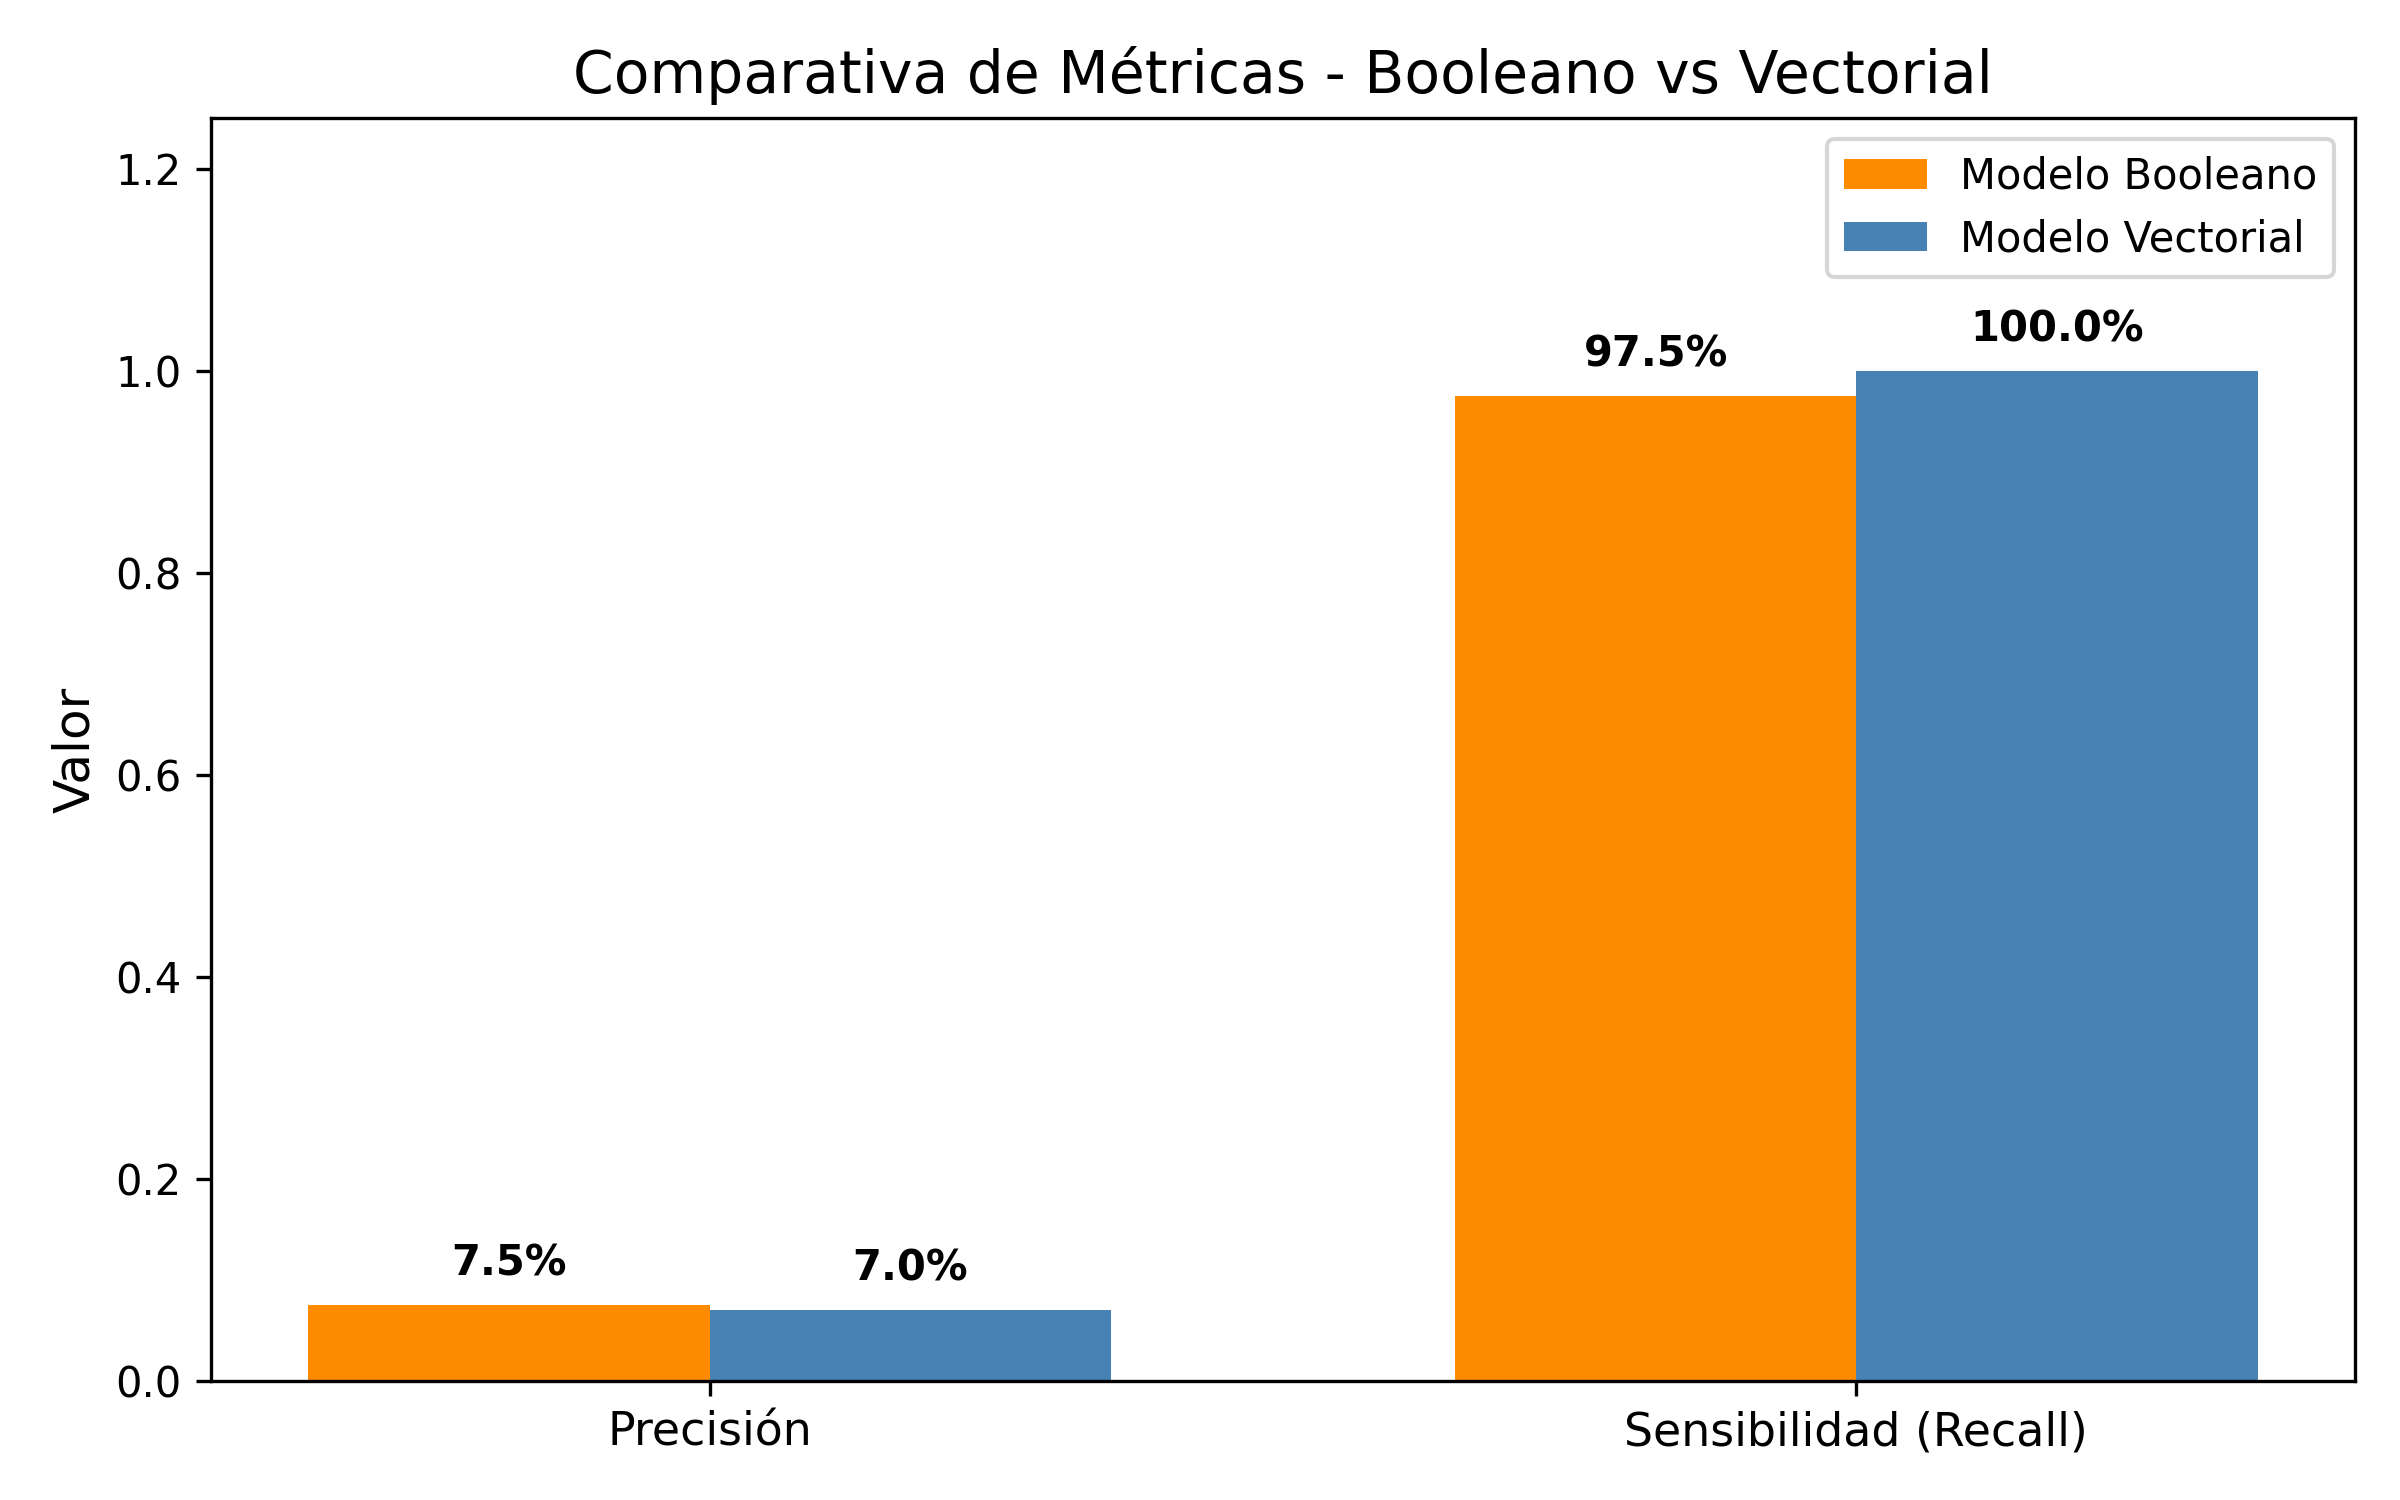 Comparativa de Métricas - Booleano vs Vectorial
Modelo Booleano
Modelo Vectorial
Valor
1.2
1.0
0.8
0.6
0.4
0.2
0.0
7.5%
7.0%
97.5%
100.0%
Precisión
Sensibilidad (Recall)